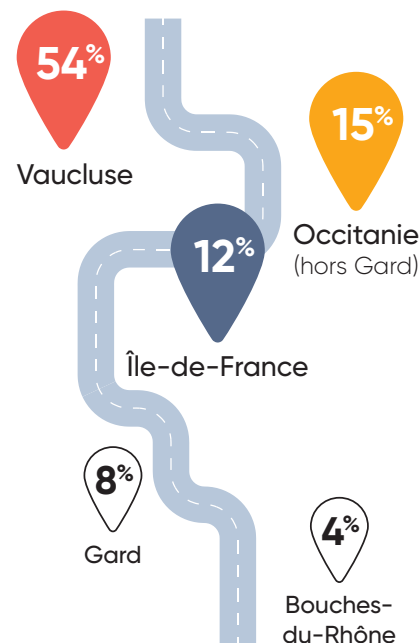 54%
Vaucluse
15%
Occitanie
(hors Gard)
12%
Île-de-France
8%
Gard
4%
Bouches-
du-Rhône